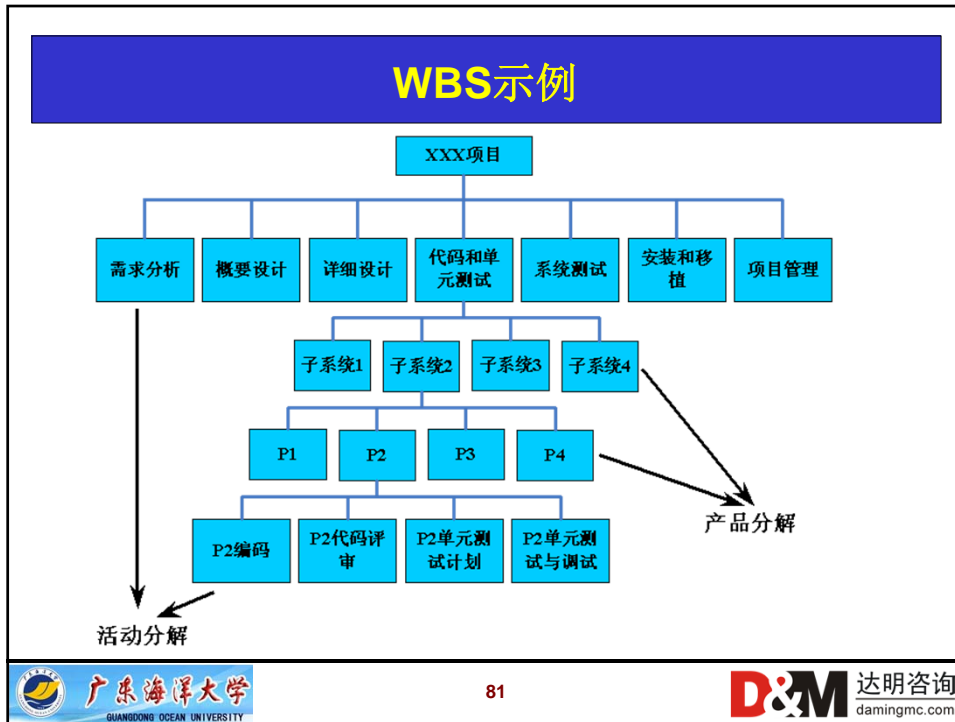 WBS示例
XXX项目
需求分析
概要设计
详细设计
代码和单
元测试
系统测试
安装和移
植
项目管理
子系统1
子系统2
子系统3
子系统4
P1
P2
P3
P4
产品分解
P2编码
P2代码评
审
P2单元测
试计划
P2单元测
试与调试
活动分解
广东海洋大学
GUANGDONG OCEAN UNIVERSITY
81
D&M
达明咨询
damingmc.com